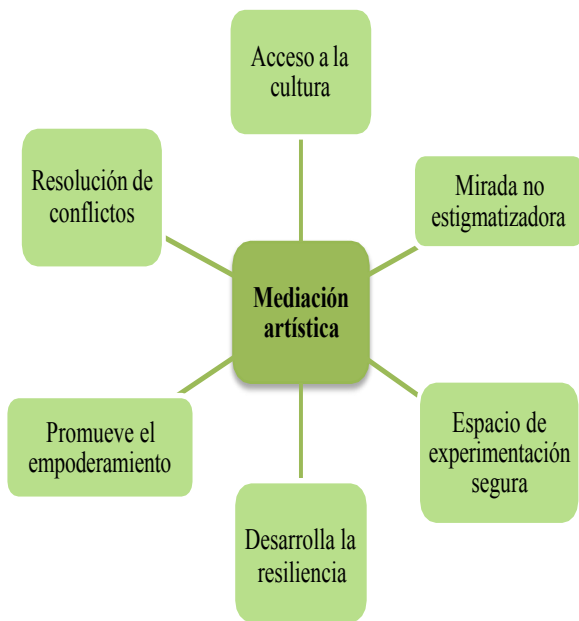 Acceso a la
cultura
Resolución de
conflictos
Mirada no
estigmatizadora
Mediación
artística
Promueve el
empoderamiento
Espacio de
experimentación
segura
Desarrolla la
resiliencia